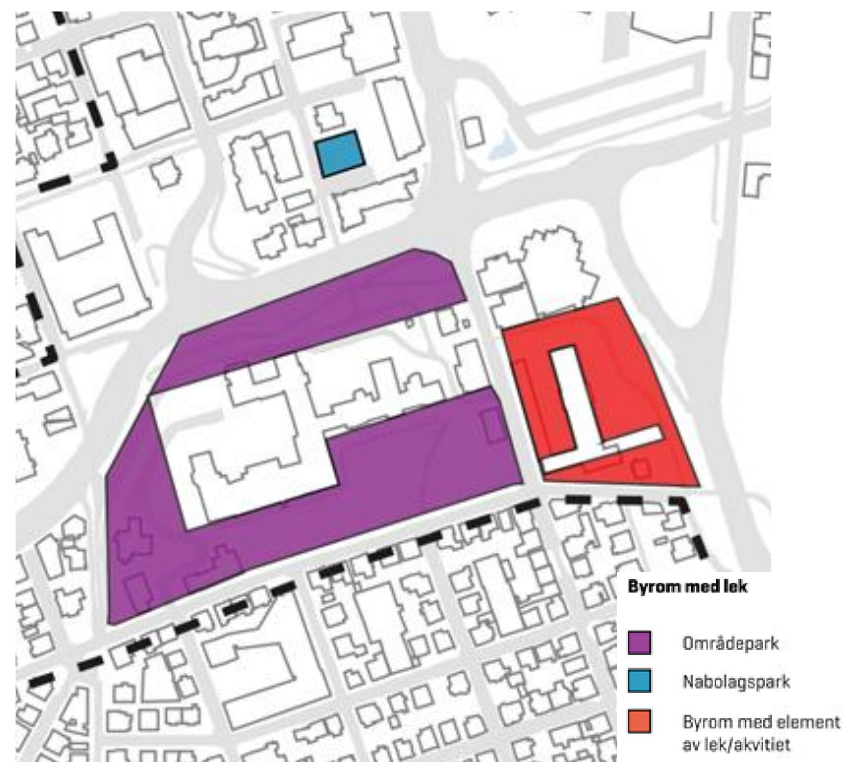 Byrom med lek
Områdepark
Nabolagspark
Byrom med element
av lek/akvitiet